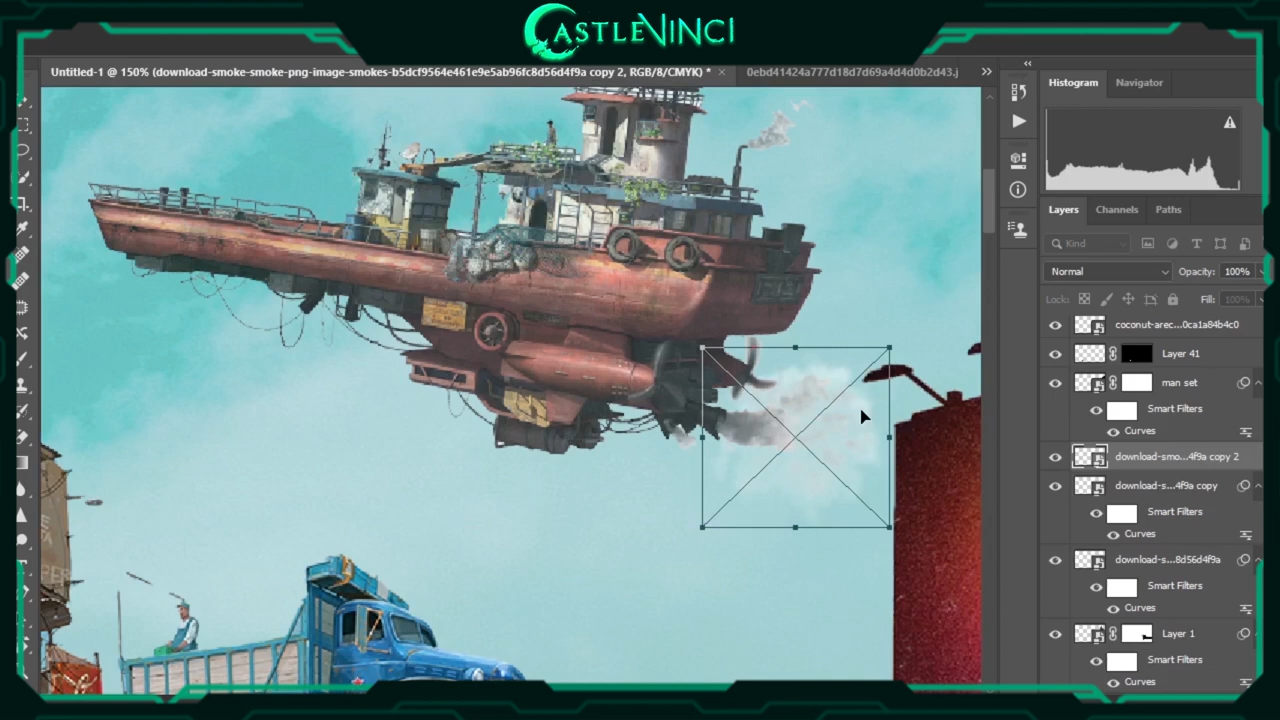 CASTLEVINCI
Untitled-1 @ 150% (download-smoke-smoke-png-image-smokes-b5dcf9564e461e9e5ab96fc8d56d4f9a copy 2, RGB/8/CMYK) *
0ebd41424a777d18d7d69a4d4d0b2d43.j
Histogram
Navigator
Layers
Channels
Paths
Kind
Normal
Opacity: 100%
Lock:
Fill: 100%
coconut-arec...0ca1a84b4c0
Layer 41
man set
Smart Filters
Curves
download-smo...4f9a copy 2
download-s...4f9a copy
Smart Filters
Curves
download-s...8d56d4f9a
Smart Filters
Curves
Layer 1
Smart Filters
Curves